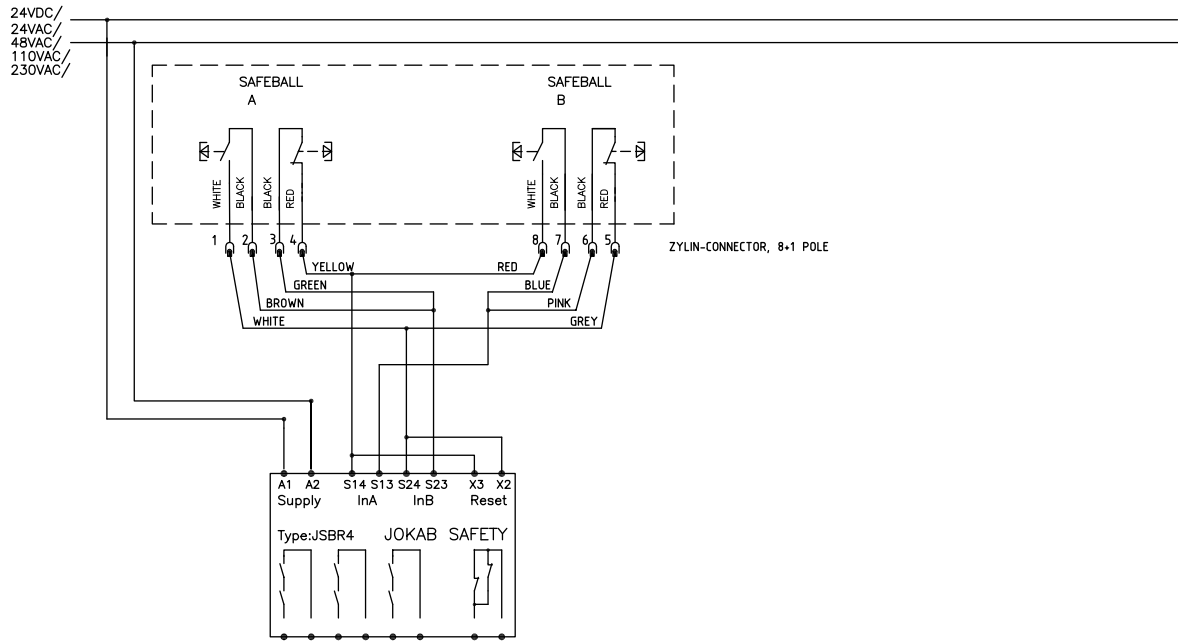 24VDC/
24VAC/
48VAC/
110VAC/
230VAC/
SAFEBALL
A
SAFEBALL
B
WHITE
BLACK
BLACK
RED
WHITE
BLACK
BLACK
RED
1 2 3 4 8 7 6 5
ZYLIN-CONNECTOR, 8+1 POLE
YELLOW RED
GREEN BLUE
BROWN PINK
WHITE GREY
A1 A2 S14 S13 S24 S23 X3 X2
Supply InA InB Reset
Type:JSBR4 JOKAB SAFETY